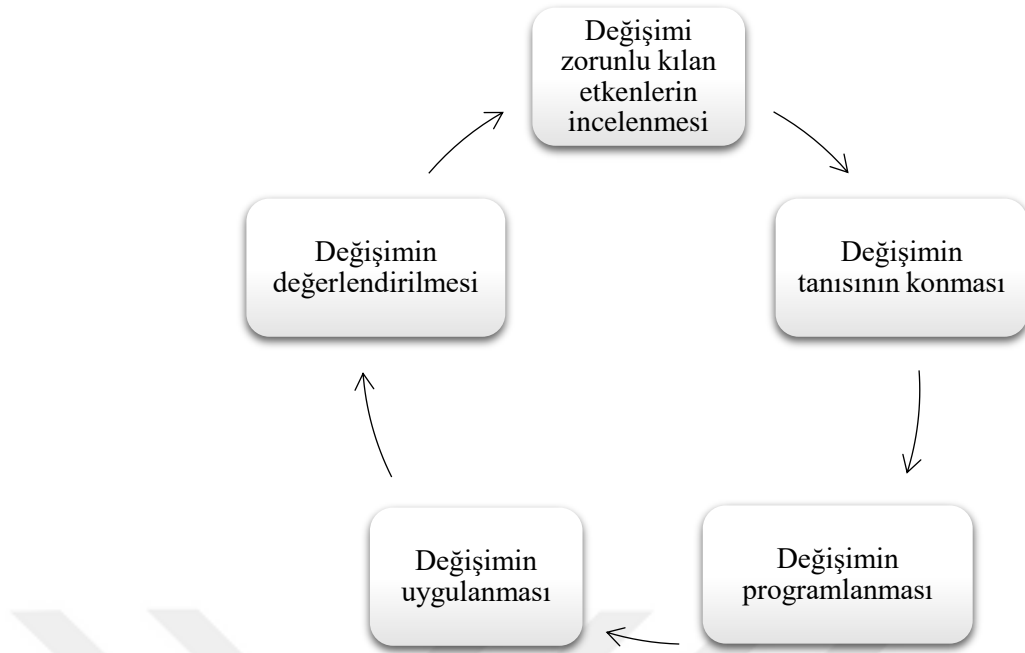 Değişimi
zorunlu kılan
etkenlerin
incelenmesi
Değişimin
tanısının konması
Değişimin
programlanması
Değişimin
uygulanması
Değişimin
değerlendirilmesi